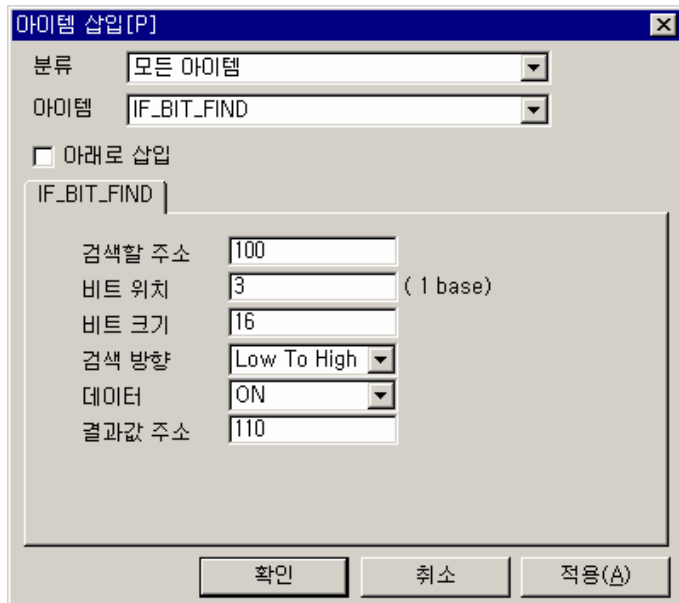 아이템 삽입[P]
분류 모든 아이템
아이템 IF_BIT_FIND
아래로 삽입
IF_BIT_FIND
검색할 주소 100
비트 위치 3 ( 1 base)
비트 크기 16
검색 방향 Low To High
데이터 ON
결과값 주소 110
확인 취소 적용(A)